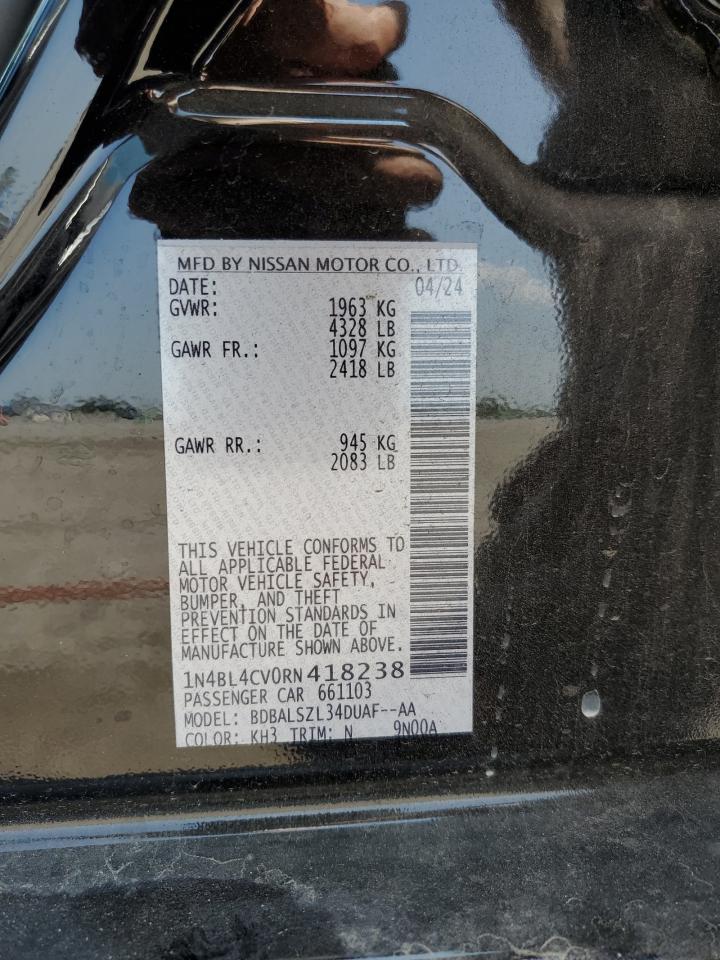 MFD BY NISSAN MOTOR CO., LTD.
DATE: 04/24
GVWR: 1963 KG
4328 LB
GAWR FR.: 1097 KG
2418 LB
GAWR RR.: 945 KG
2083 LB
THIS VEHICLE CONFORMS TO
ALL APPLICABLE FEDERAL
MOTOR VEHICLE SAFETY,
BUMPER, AND THEFT
PREVENTION STANDARDS IN
EFFECT ON THE DATE OF
MANUFACTURE SHOWN ABOVE.
1N4BL4CV0RN418238
PASSENGER CAR 661103
MODEL: BDBALSZL34DUAF--AA
COLOR: KH3 TRIM: N 9N00A